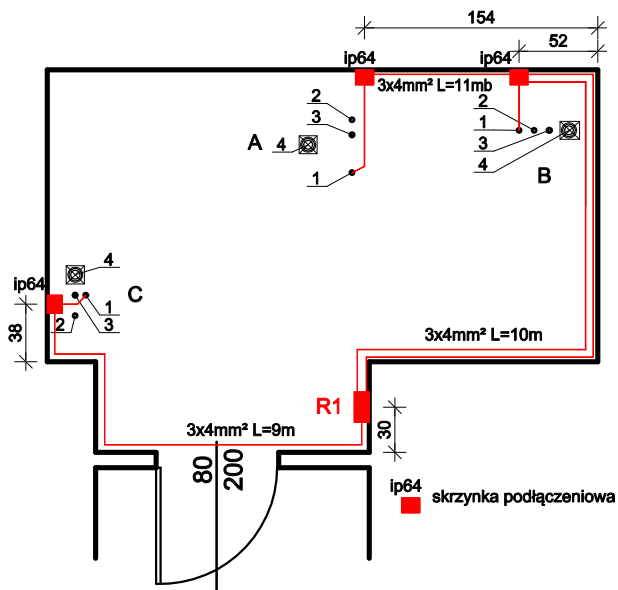 154
52
ip64
ip64
3x4mm² L=11mb
2
3
A
4
1
2
1
3
4
B
4
ip64
C
1
2
3
38
3x4mm² L=10m
R1
30
3x4mm² L=9m
80
200
ip64
skrzynka podłączeniowa